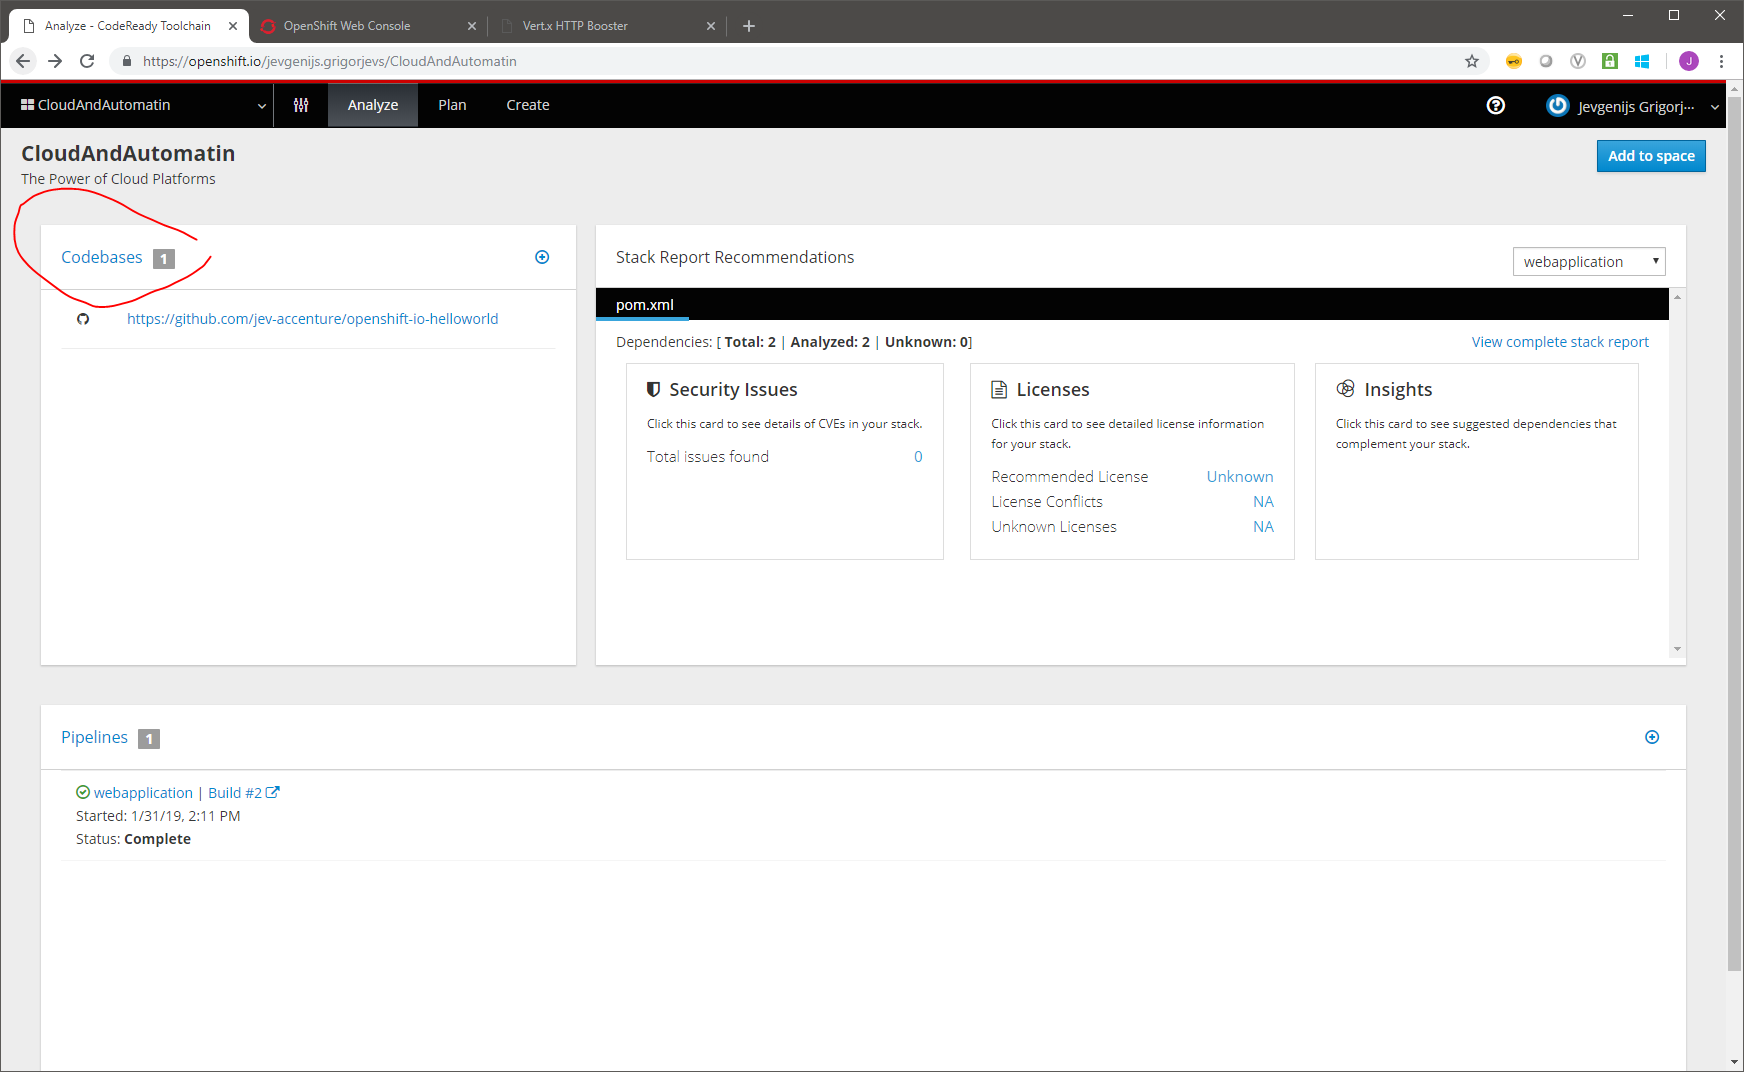 Analyze - CodeReady Toolchain
OpenShift Web Console
Vert.x HTTP Booster
https://openshift.io/jevgenijs.grigorjevs/CloudAndAutomatin
J
CloudAndAutomatin
Analyze
Plan
Create
Jevgenijs Grigorj···
CloudAndAutomatin
The Power of Cloud Platforms
Add to space
Codebases 1
https://github.com/jev-accenture/openshift-io-helloworld
Stack Report Recommendations
webapplication
pom.xml
Dependencies: [ Total: 2 | Analyzed: 2 | Unknown: 0]
View complete stack report
Security Issues
Click this card to see details of CVEs in your stack.
Total issues found 0
Licenses
Click this card to see detailed license information
for your stack.
Recommended License Unknown
License Conflicts NA
Unknown Licenses NA
Insights
Click this card to see suggested dependencies that
complement your stack.
Pipelines 1
webapplication | Build #2
Started: 1/31/19, 2:11 PM
Status: Complete